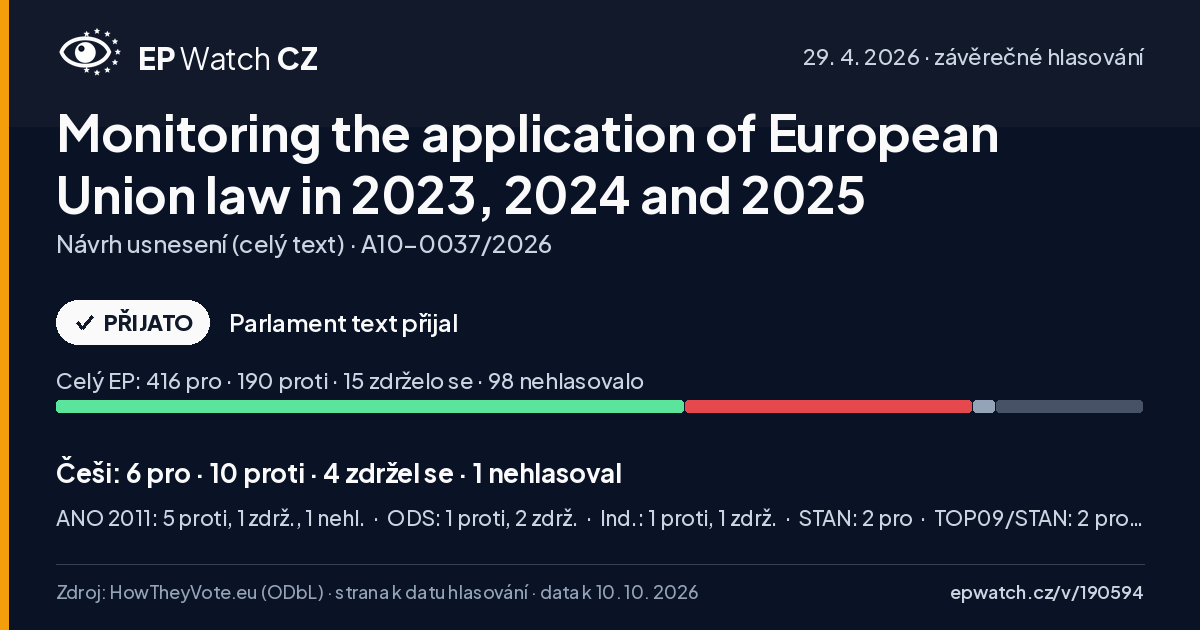 EP Watch CZ
29. 4. 2026 · závěrečné hlasování
Monitoring the application of European
Union law in 2023, 2024 and 2025
Návrh usnesení (celý text) · A10-0037/2026
✓ PŘIJATO
Parlament text přijal
Celý EP: 416 pro · 190 proti · 15 zdrželo se · 98 nehlasovalo
Češi: 6 pro · 10 proti · 4 zdržel se · 1 nehlasoval
ANO 2011: 5 proti, 1 zdrž., 1 nehl. · ODS: 1 proti, 2 zdrž. · Ind.: 1 proti, 1 zdrž. · STAN: 2 pro · TOP09/STAN: 2 pro…
Zdroj: HowTheyVote.eu (ODbL) · strana k datu hlasování · data k 10. 10. 2026
epwatch.cz/v/190594